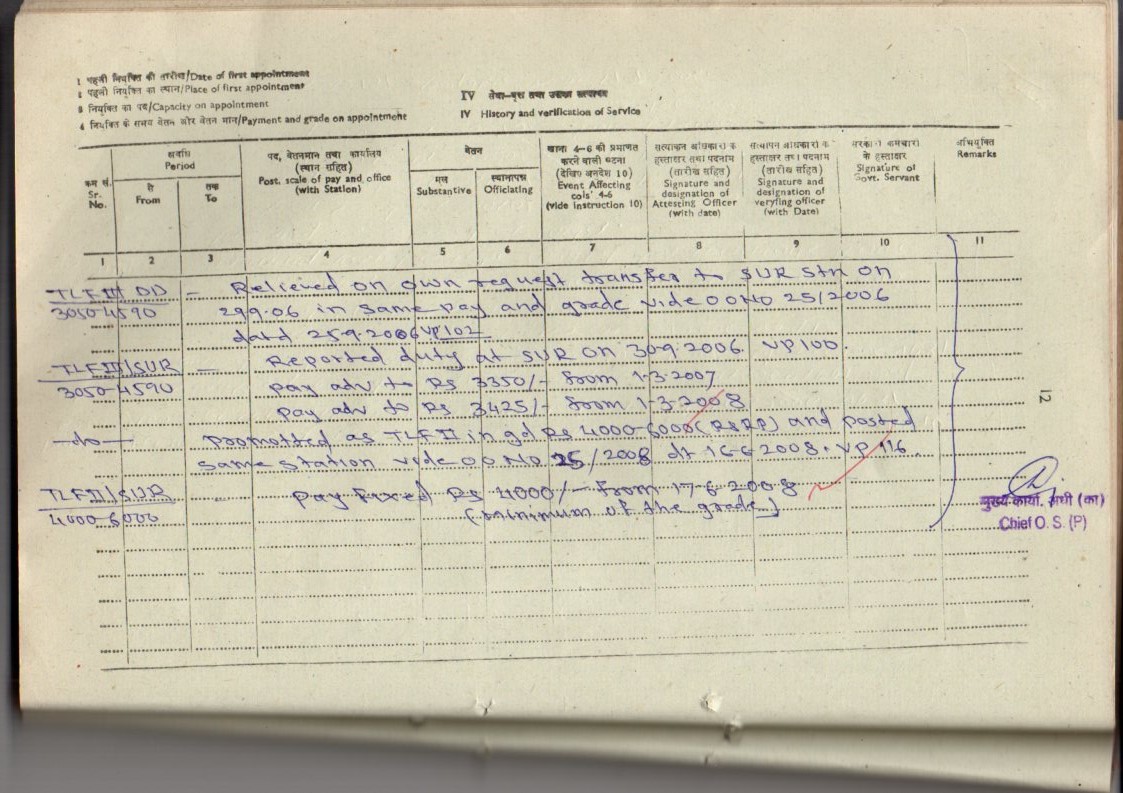 1 पहली नियुक्ति की तारीख/Date of first appointment
2 पहली नियुक्ति का स्थान/Place of first appointment
3 नियुक्ति का पद/Capacity on appointment
4 नियुक्ति के समय वेतन और वेतन मान/Payment and grade on appointment
IV सेवा-वृत्त तथा उसका सत्यापन
IV History and verification of Service
क्रम सं. Sr. No.
अवधि Period
से From
तक To
पद, वेतनमान तथा कार्यालय (स्थान सहित) Post. scale of pay and office (with Station)
वेतन
मूल Substantive
स्थानापन्न Officiating
खाना 4-6 को प्रभावित करने वाली घटना Event Affecting cols' 4-6 (vide instruction 10)
हस्ताक्षर तथा पदनाम (तारीख सहित) Signature and designation of Attesting Officer (with date)
हस्ताक्षर तथा पदनाम (तारीख सहित) Signature and designation of veryfing officer (with Date)
सरकारी कर्मचारी के हस्ताक्षर Signature of Govt. Servant
अभियुक्ति Remarks
1 2 3 4 5 6 7 8 9 10 11
TLF III DD - Relieved on own request transfer to SUR Stn on
3050-4590 29.9.06 in same pay and grade vide OO No 25/2006
datd 25-9-2006 VP 102
TLF III/SUR - Reported duty at SUR on 30-9-2006. VP 100.
3050-4590 pay adv to Rs 3350/- from 1-3-2007
pay adv to Rs 3425/- from 1-3-2008
-do- promotted as TLF II in gd Rs 4000-6000 (RSRP) and posted
same station vide OO No 25/2008 dt 16-6-2008. VP 116
TLF II/SUR pay fixed Rs 4000/- from 17-6-2008
4000-6000 (minimum of the grade)
12
मुख्य कार्या. अधी (का)
Chief O. S. (P)